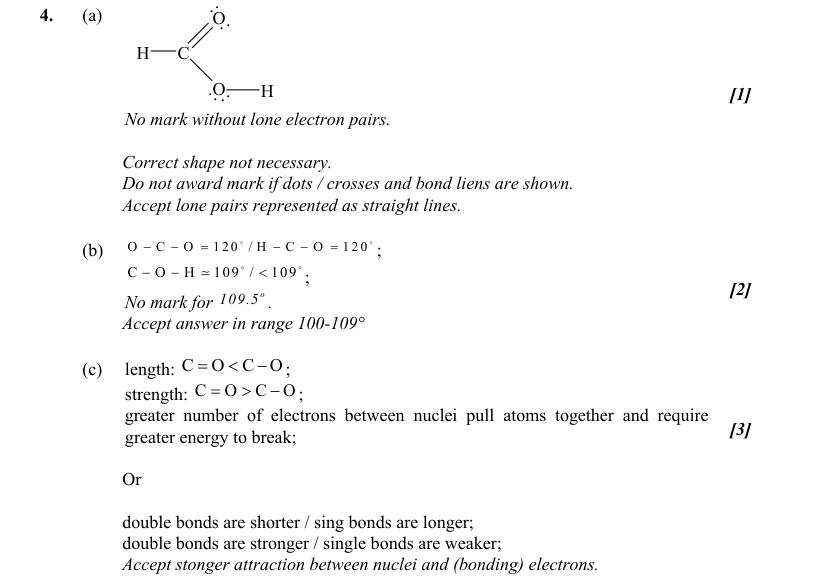 4. (a)
O
H—C
O—H
[1]
No mark without lone electron pairs.
Correct shape not necessary.
Do not award mark if dots / crosses and bond liens are shown.
Accept lone pairs represented as straight lines.
(b) O – C – O = 120° / H – C – O = 120° ;
C – O – H ≃ 109° / < 109° ;
[2]
No mark for 109.5° .
Accept answer in range 100-109°
(c) length: C=O < C–O ;
strength: C=O > C–O ;
greater number of electrons between nuclei pull atoms together and require
greater energy to break;
[3]
Or
double bonds are shorter / sing bonds are longer;
double bonds are stronger / single bonds are weaker;
Accept stonger attraction between nuclei and (bonding) electrons.